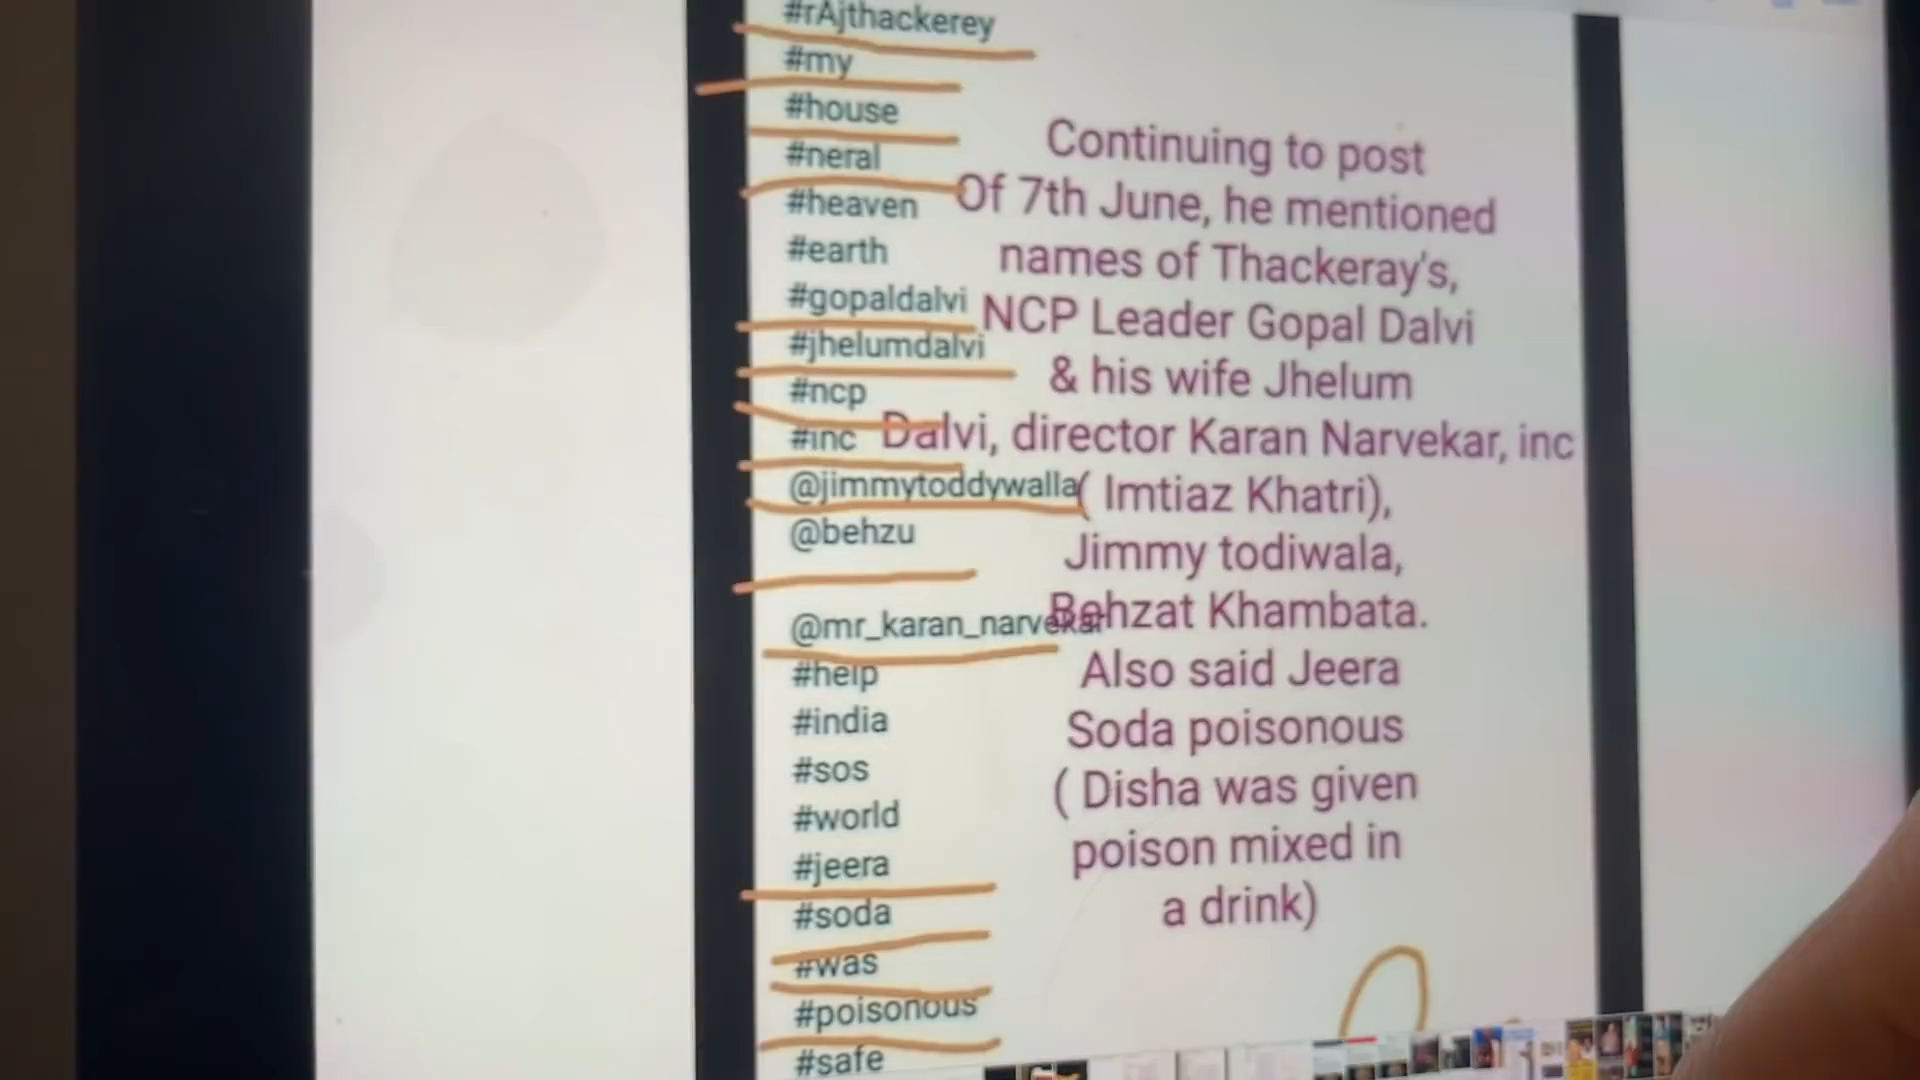 #rAjthackerey
#my
#house
#neral
#heaven
#earth
#gopaldalvi
#jhelumdalvi
#ncp
#inc
@jimmytoddywalla
@behzu
@mr_karan_narvekar
#help
#india
#sos
#world
#jeera
#soda
#was
#poisonous
#safe
Continuing to post
Of 7th June, he mentioned
names of Thackeray's,
NCP Leader Gopal Dalvi
& his wife Jhelum
Dalvi, director Karan Narvekar, inc
( Imtiaz Khatri),
Jimmy todiwala,
Behzat Khambata.
Also said Jeera
Soda poisonous
( Disha was given
poison mixed in
a drink)